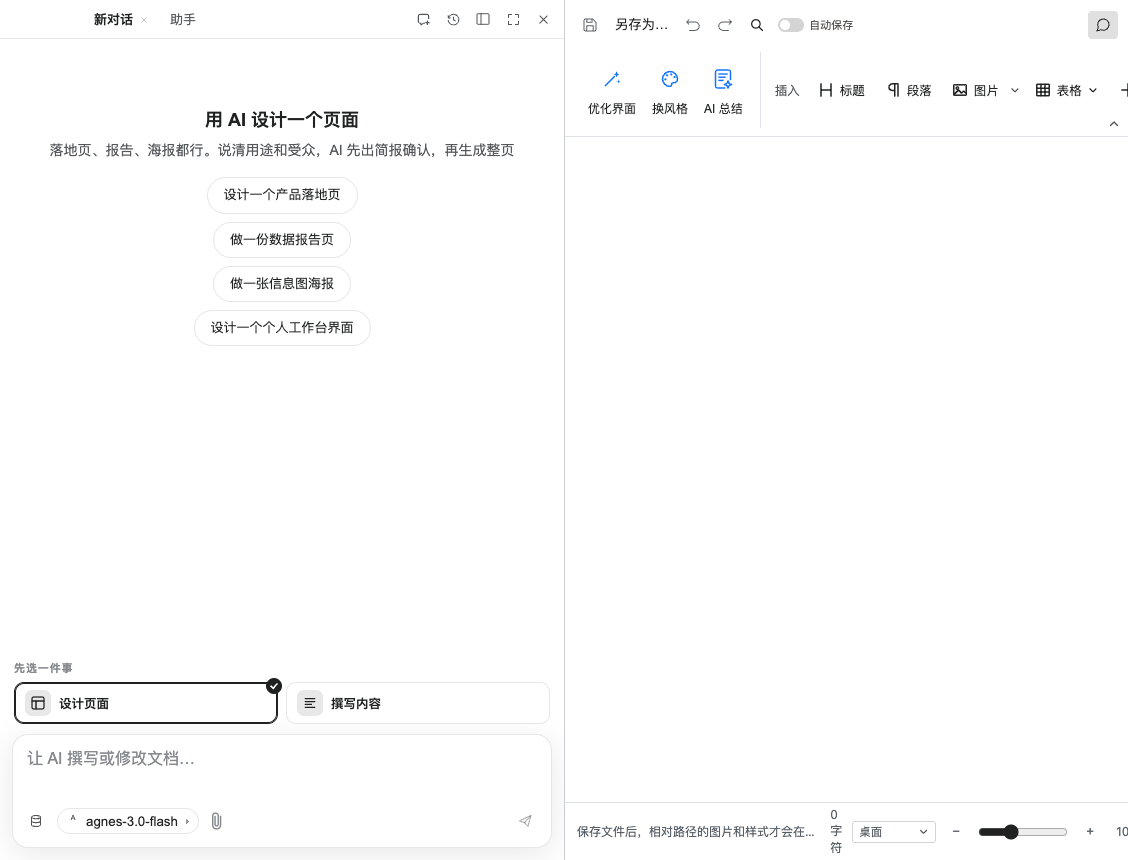 新对话
助手
用 AI 设计一个页面
落地页、报告、海报都行。说清用途和受众，AI 先出简报确认，再生成整页
设计一个产品落地页
做一份数据报告页
做一张信息图海报
设计一个个人工作台界面
先选一件事
设计页面
撰写内容
让 AI 撰写或修改文档...
A agnes-3.0-flash
另存为...
自动保存
优化界面
换风格
AI 总结
插入
标题
段落
图片
表格
保存文件后，相对路径的图片和样式才会在...
0
字
符
桌面
10